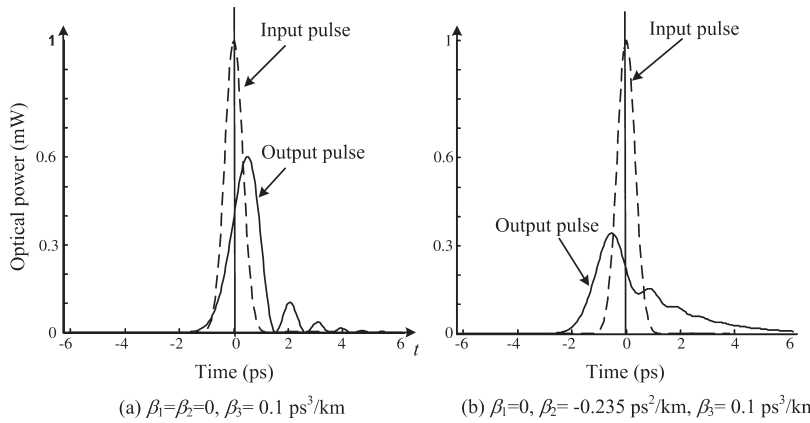 Input pulse
Output pulse
Optical power (mW)
1
0.6
0.3
0
-6 -4 -2 0 2 4 6 t
Time (ps)
(a) β₁=β₂=0, β₃= 0.1 ps³/km
Input pulse
Output pulse
1
0.6
0.3
0
-6 -4 -2 0 2 4 6
Time (ps)
(b) β₁=0, β₂= -0.235 ps²/km, β₃= 0.1 ps³/km